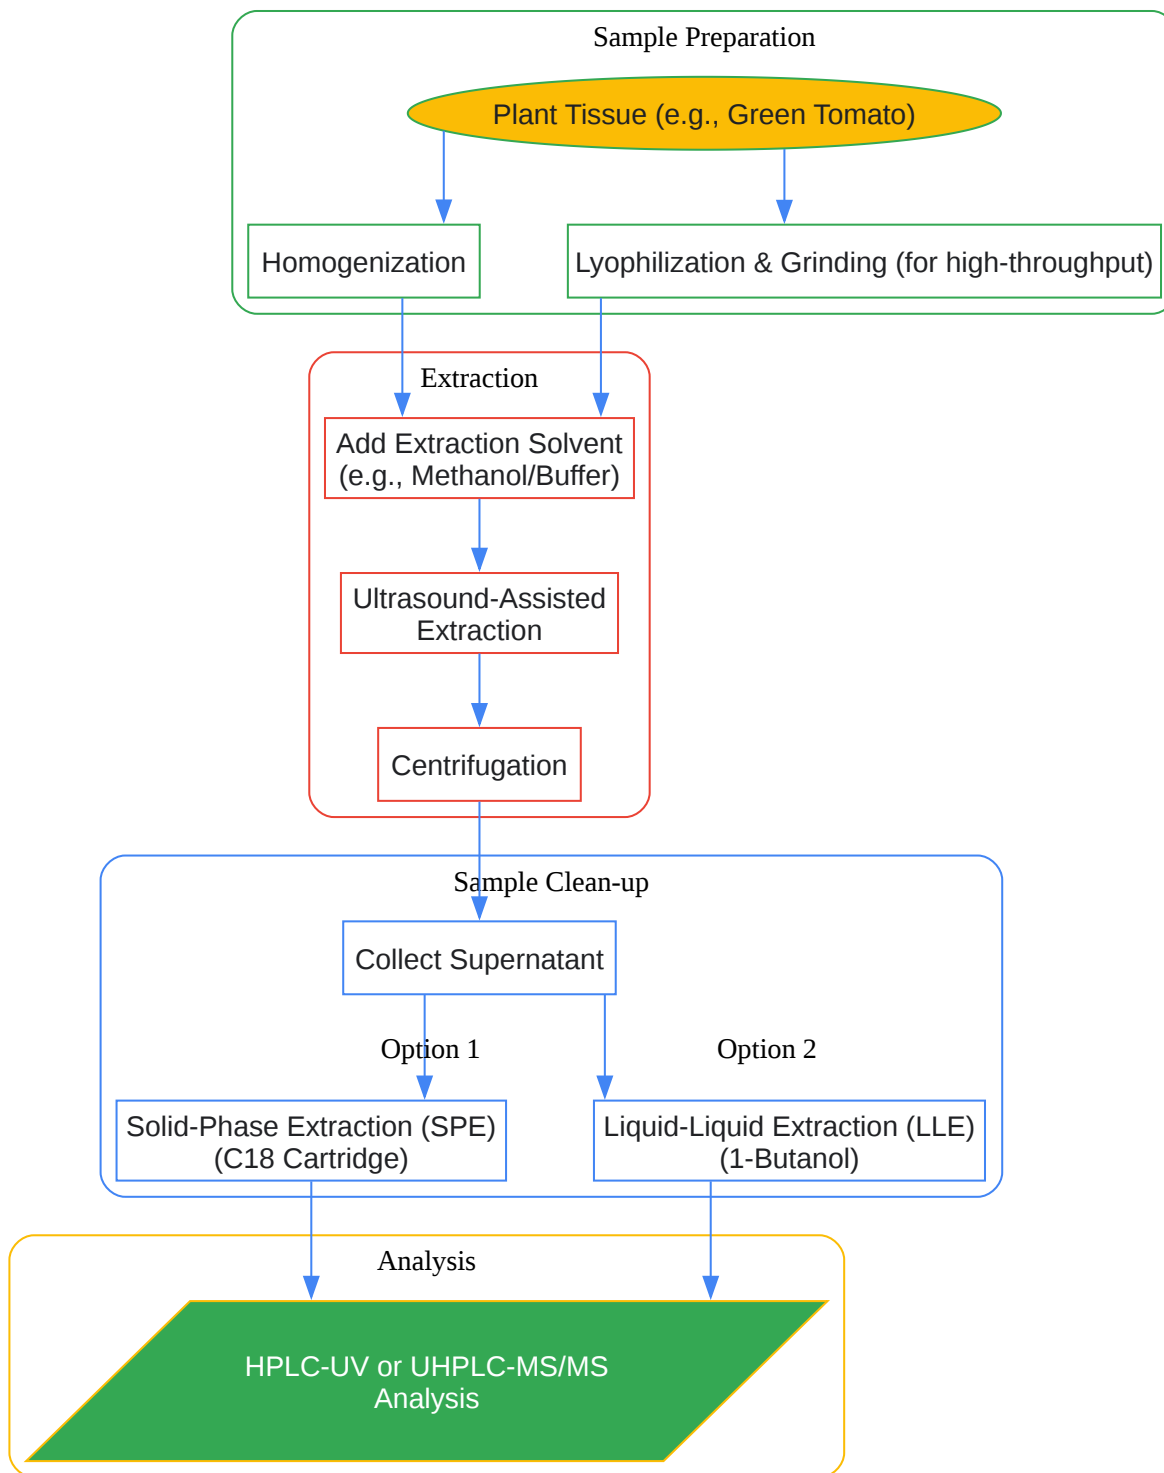 Sample Preparation
Plant Tissue (e.g., Green Tomato)
Homogenization
Lyophilization & Grinding (for high-throughput)
Extraction
Add Extraction Solvent
(e.g., Methanol/Buffer)
Ultrasound-Assisted
Extraction
Centrifugation
Sample Clean-up
Collect Supernatant
Option 1
Option 2
Solid-Phase Extraction (SPE)
(C18 Cartridge)
Liquid-Liquid Extraction (LLE)
(1-Butanol)
Analysis
HPLC-UV or UHPLC-MS/MS
Analysis